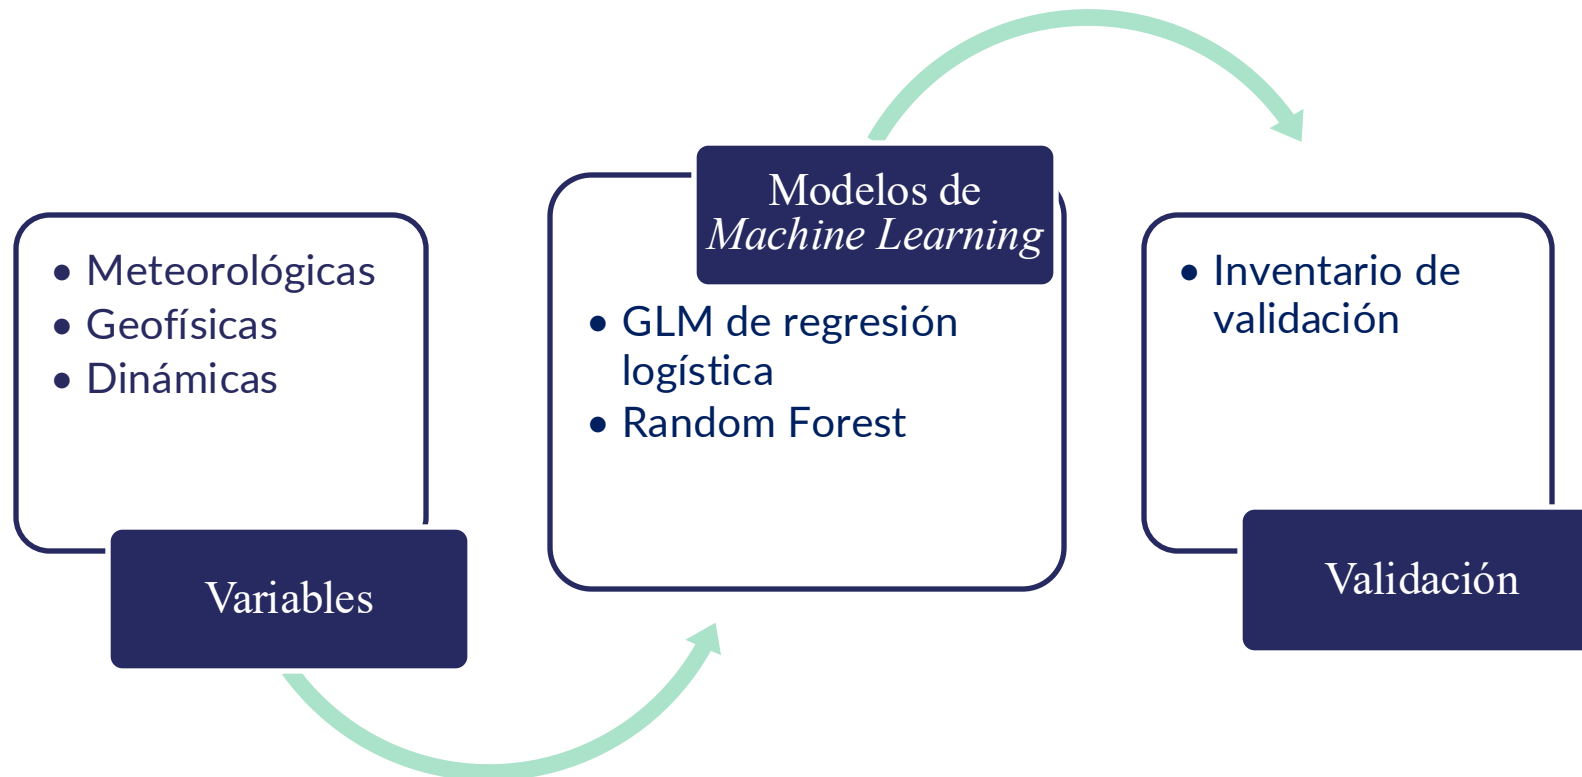 • Meteorológicas
• Geofísicas
• Dinámicas
Variables
Modelos de
Machine Learning
• GLM de regresión
logística
• Random Forest
• Inventario de
validación
Validación